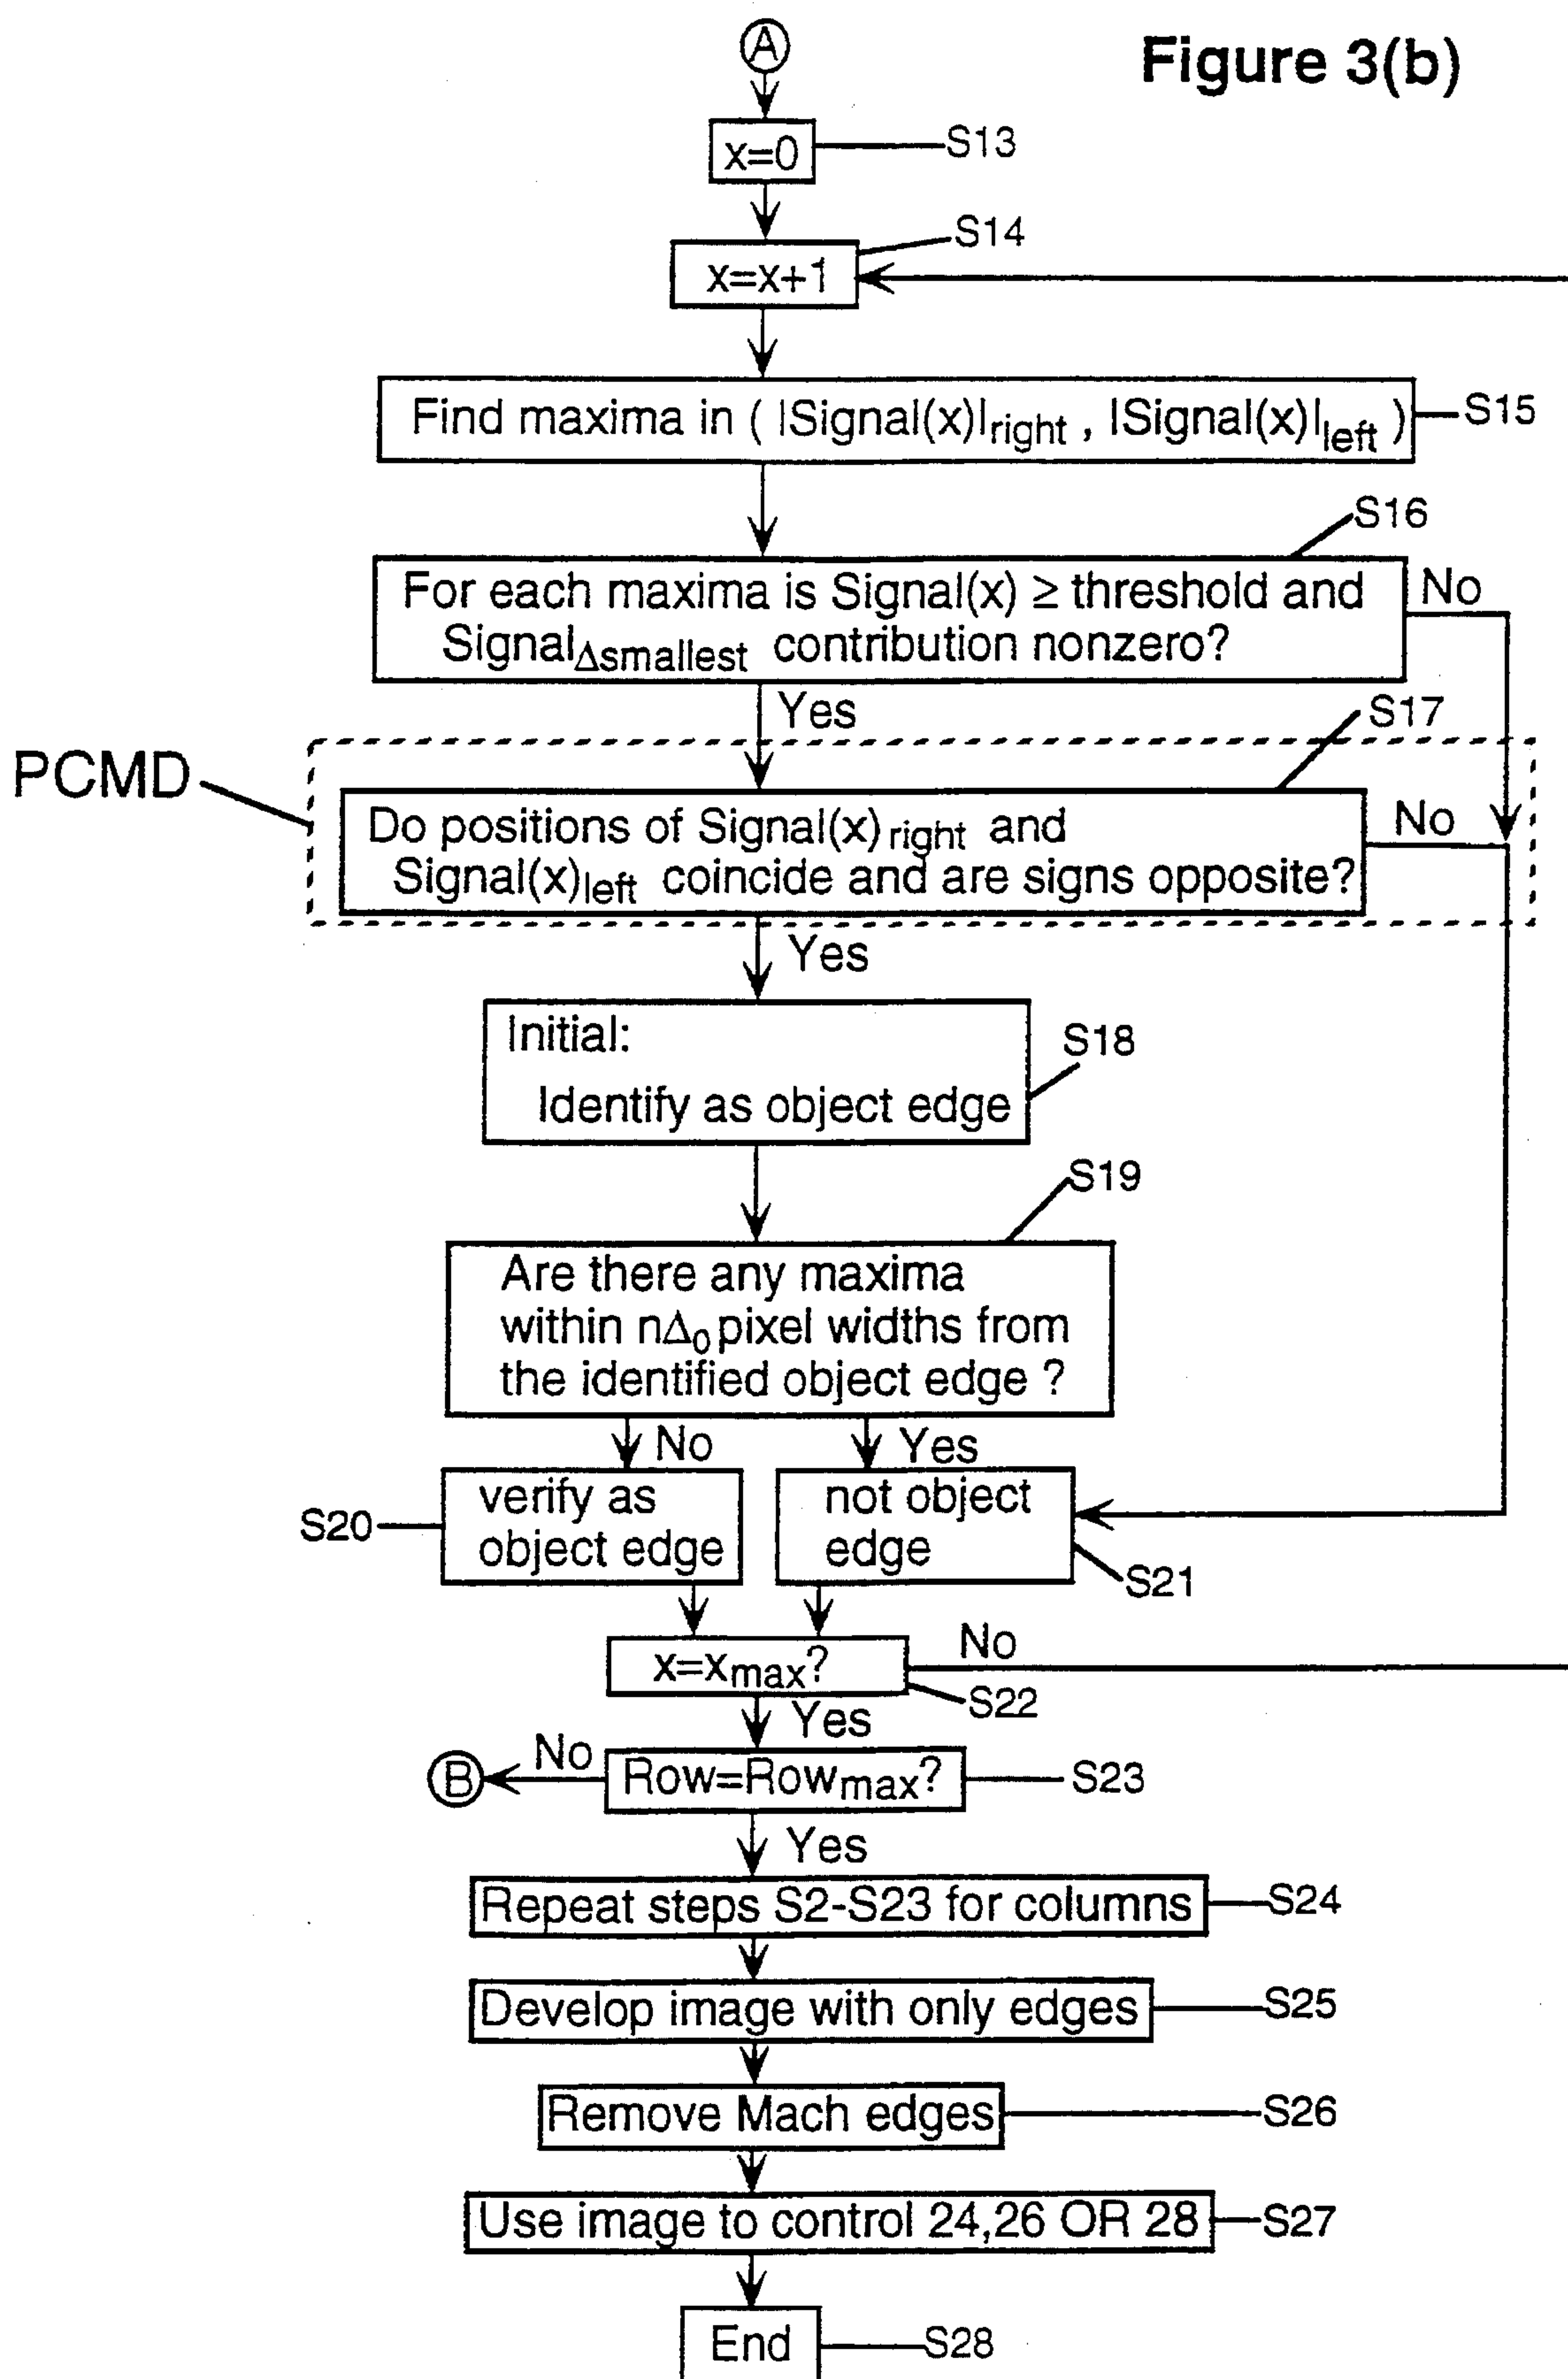 A
Figure 3(b)
x=0
S13
S14
x=x+1
Find maxima in ( |Signal(x)|right , |Signal(x)|left )
S15
S16
For each maxima is Signal(x) ≥ threshold and
SignalΔsmallest contribution nonzero?
No
Yes
S17
PCMD
Do positions of Signal(x)right and
Signal(x)left coincide and are signs opposite?
No
Yes
Initial:
Identify as object edge
S18
S19
Are there any maxima
within nΔ0 pixel widths from
the identified object edge ?
No
Yes
S20
verify as
object edge
not object
edge
S21
x=xmax?
No
S22
Yes
B
No
Row=Rowmax?
S23
Yes
Repeat steps S2-S23 for columns
S24
Develop image with only edges
S25
Remove Mach edges
S26
Use image to control 24,26 OR 28
S27
End
S28